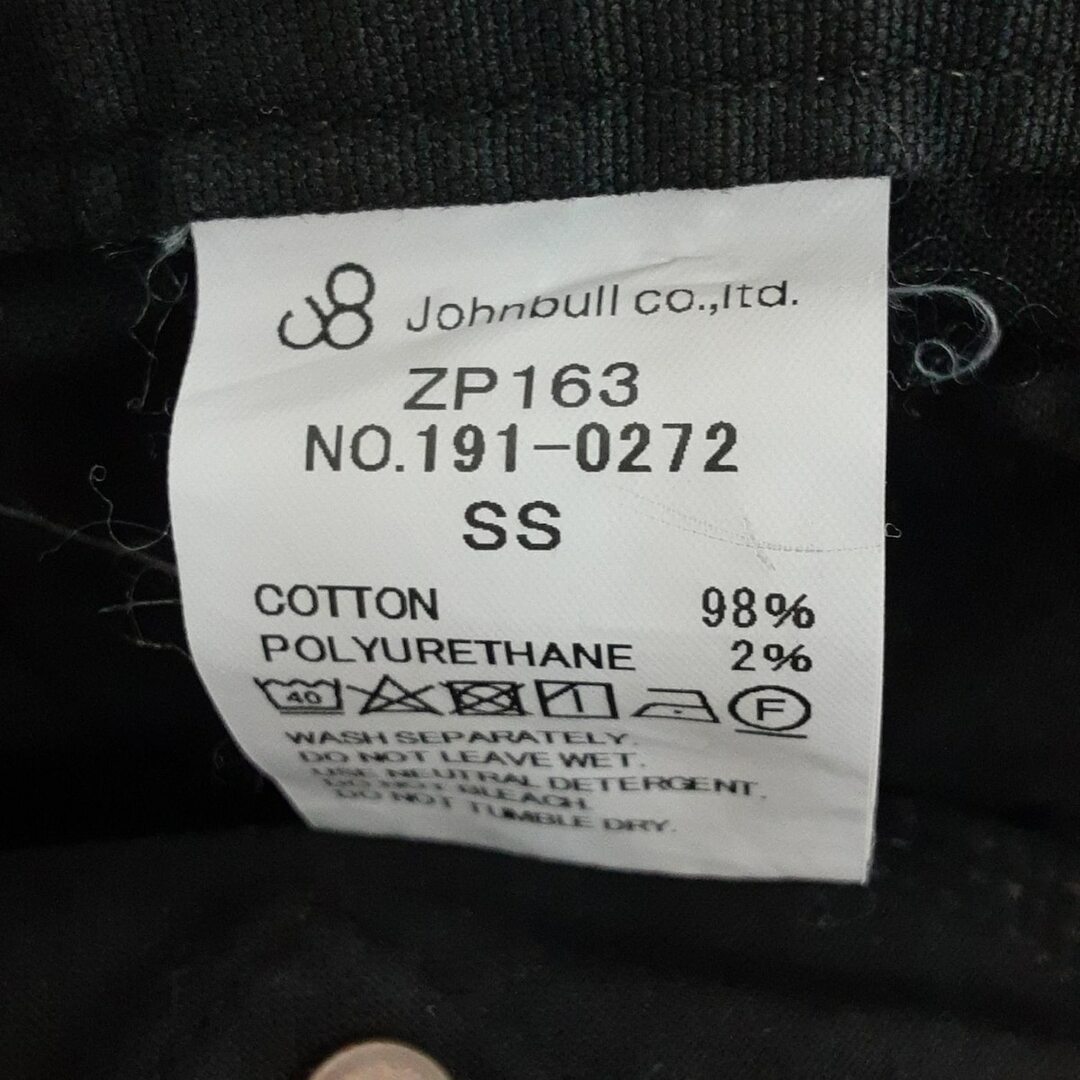 Johnbull co.,ltd.
ZP163
NO.191-0272
SS
COTTON 98%
POLYURETHANE 2%
40 F
WASH SEPARATELY.
DO NOT LEAVE WET.
USE NEUTRAL DETERGENT.
DO NOT BLEACH.
DO NOT TUMBLE DRY.